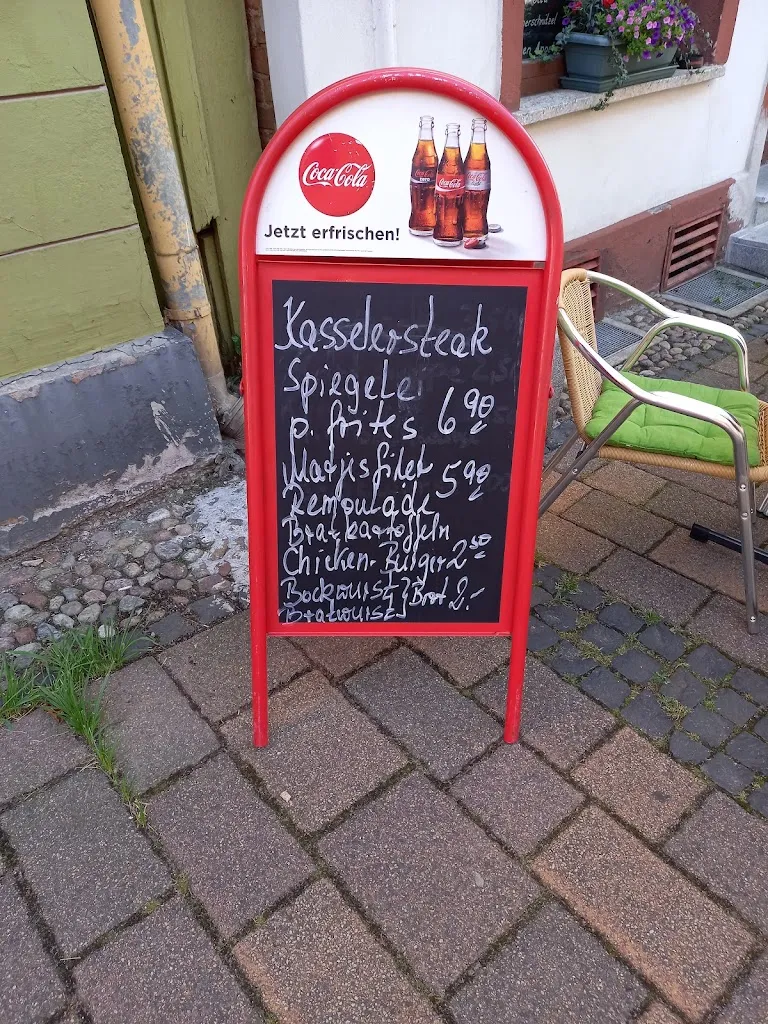 Coca-Cola
Jetzt erfrischen!
Kasselersteak
Spiegelei
p. frites 6 90
Matjisfilet
Remoulade 5 90
Bratkartoffeln
Chicken-Burger 2 50
Bockwurst } Brot 2.-
Bratwurst